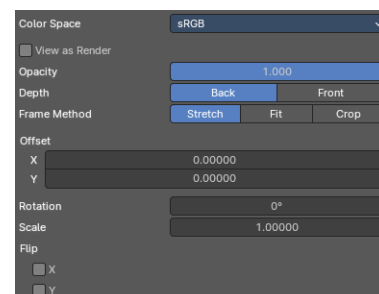 Color Space sRGB
View as Render
Opacity 1.000
Depth Back Front
Frame Method Stretch Fit Crop
Offset
X 0.00000
Y 0.00000
Rotation 0°
Scale 1.00000
Flip
X
Y